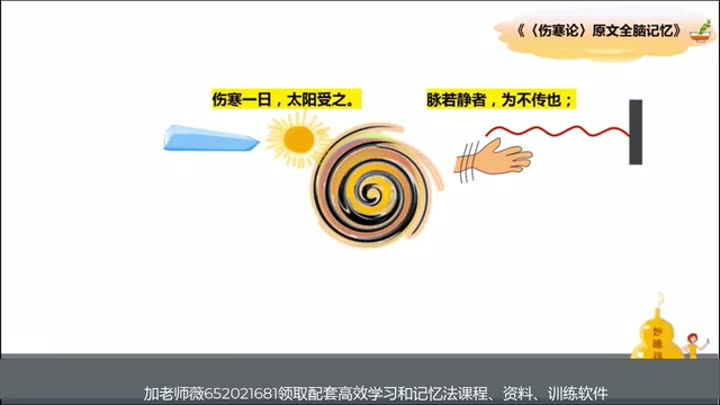 《〈伤寒论〉原文全脑记忆》
伤寒一日，太阳受之。
脉若静者，为不传也；
加老师薇652021681领取配套高效学习和记忆法课程、资料、训练软件